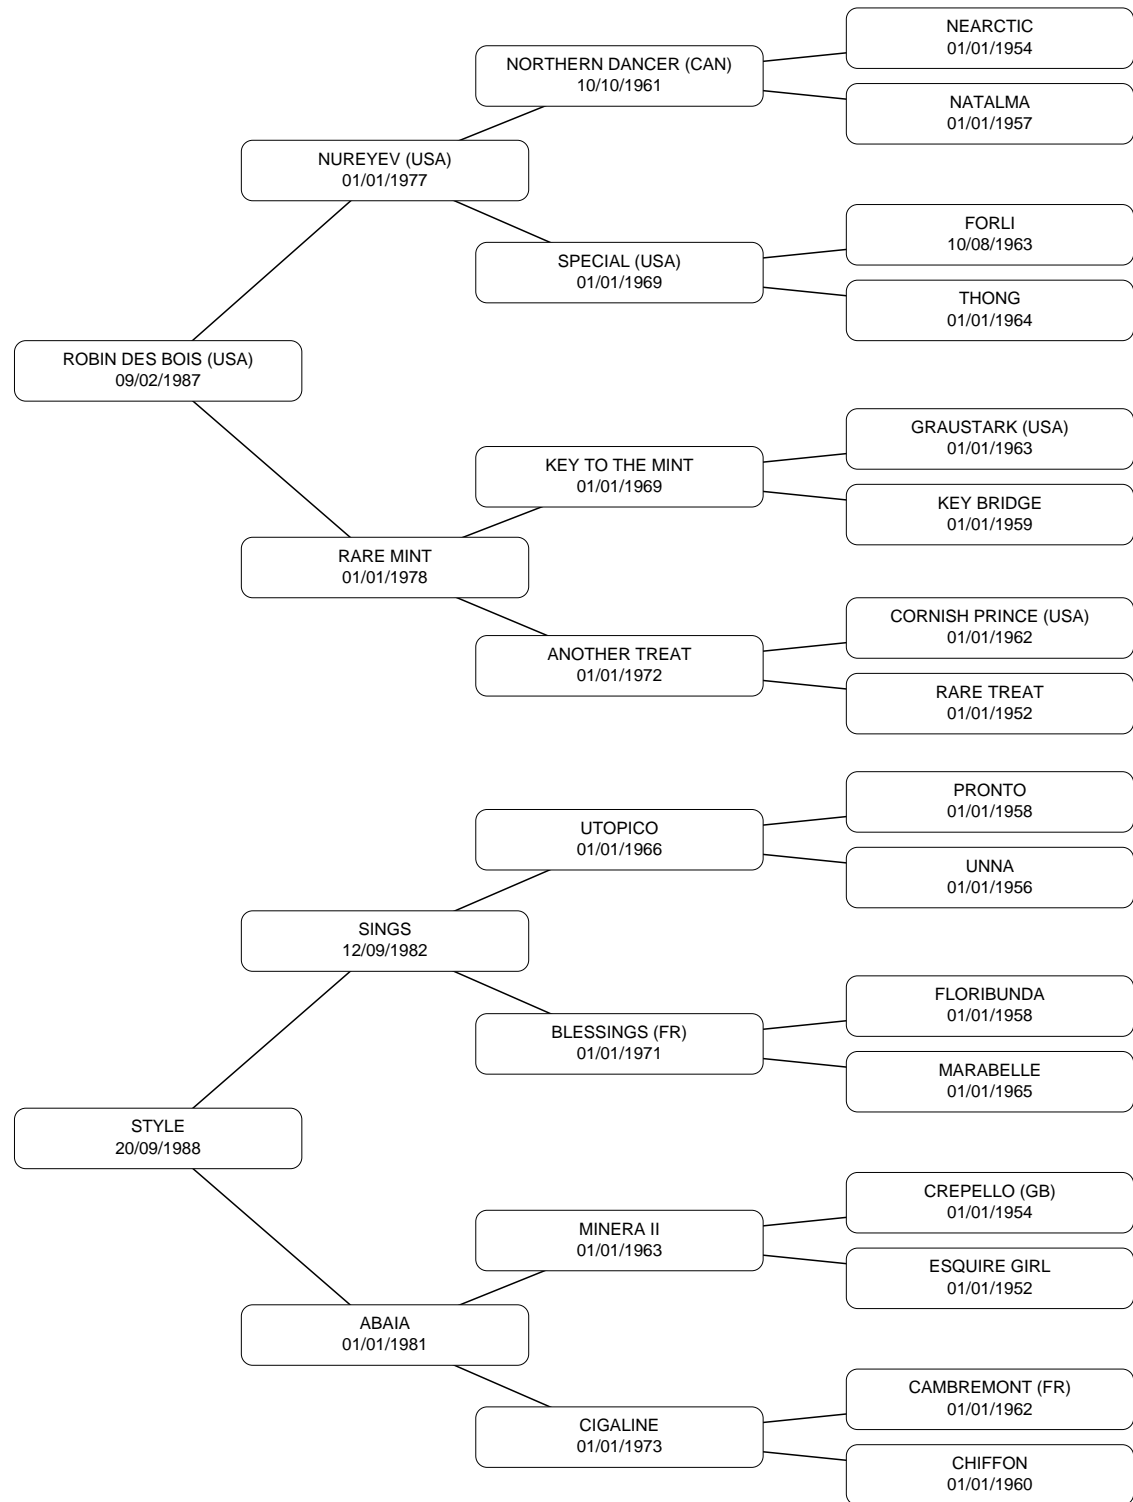 NEARCTIC
01/01/1954
NORTHERN DANCER (CAN)
10/10/1961
NATALMA
01/01/1957
NUREYEV (USA)
01/01/1977
FORLI
10/08/1963
SPECIAL (USA)
01/01/1969
THONG
01/01/1964
ROBIN DES BOIS (USA)
09/02/1987
GRAUSTARK (USA)
01/01/1963
KEY TO THE MINT
01/01/1969
KEY BRIDGE
01/01/1959
RARE MINT
01/01/1978
CORNISH PRINCE (USA)
01/01/1962
ANOTHER TREAT
01/01/1972
RARE TREAT
01/01/1952
PRONTO
01/01/1958
UTOPICO
01/01/1966
UNNA
01/01/1956
SINGS
12/09/1982
FLORIBUNDA
01/01/1958
BLESSINGS (FR)
01/01/1971
MARABELLE
01/01/1965
STYLE
20/09/1988
CREPELLO (GB)
01/01/1954
MINERA II
01/01/1963
ESQUIRE GIRL
01/01/1952
ABAIA
01/01/1981
CAMBREMONT (FR)
01/01/1962
CIGALINE
01/01/1973
CHIFFON
01/01/1960